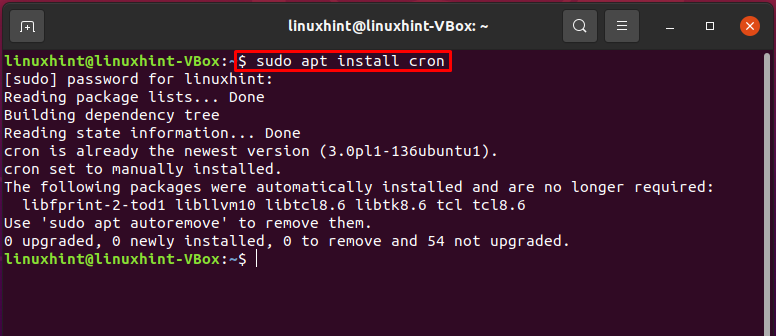 linuxhint@linuxhint-VBox: ~
linuxhint@linuxhint-VBox:~$ sudo apt install cron
[sudo] password for linuxhint:
Reading package lists... Done
Building dependency tree
Reading state information... Done
cron is already the newest version (3.0pl1-136ubuntu1).
cron set to manually installed.
The following packages were automatically installed and are no longer required:
  libfprint-2-tod1 libllvm10 libtcl8.6 libtk8.6 tcl tcl8.6
Use 'sudo apt autoremove' to remove them.
0 upgraded, 0 newly installed, 0 to remove and 54 not upgraded.
linuxhint@linuxhint-VBox:~$